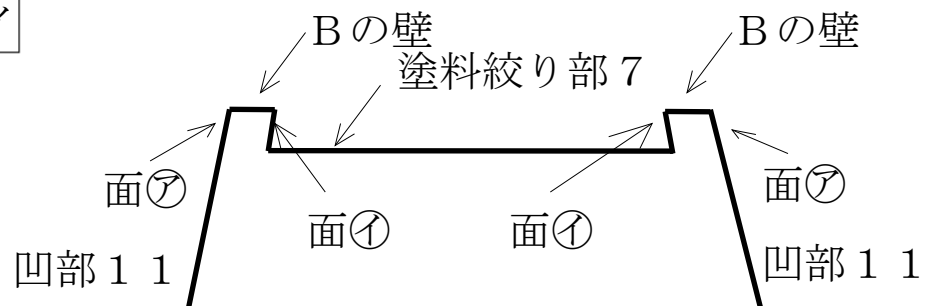 Bの壁 Bの壁
塗料絞り部7
面㋐ 面㋐
面㋑ 面㋑
凹部11 凹部11